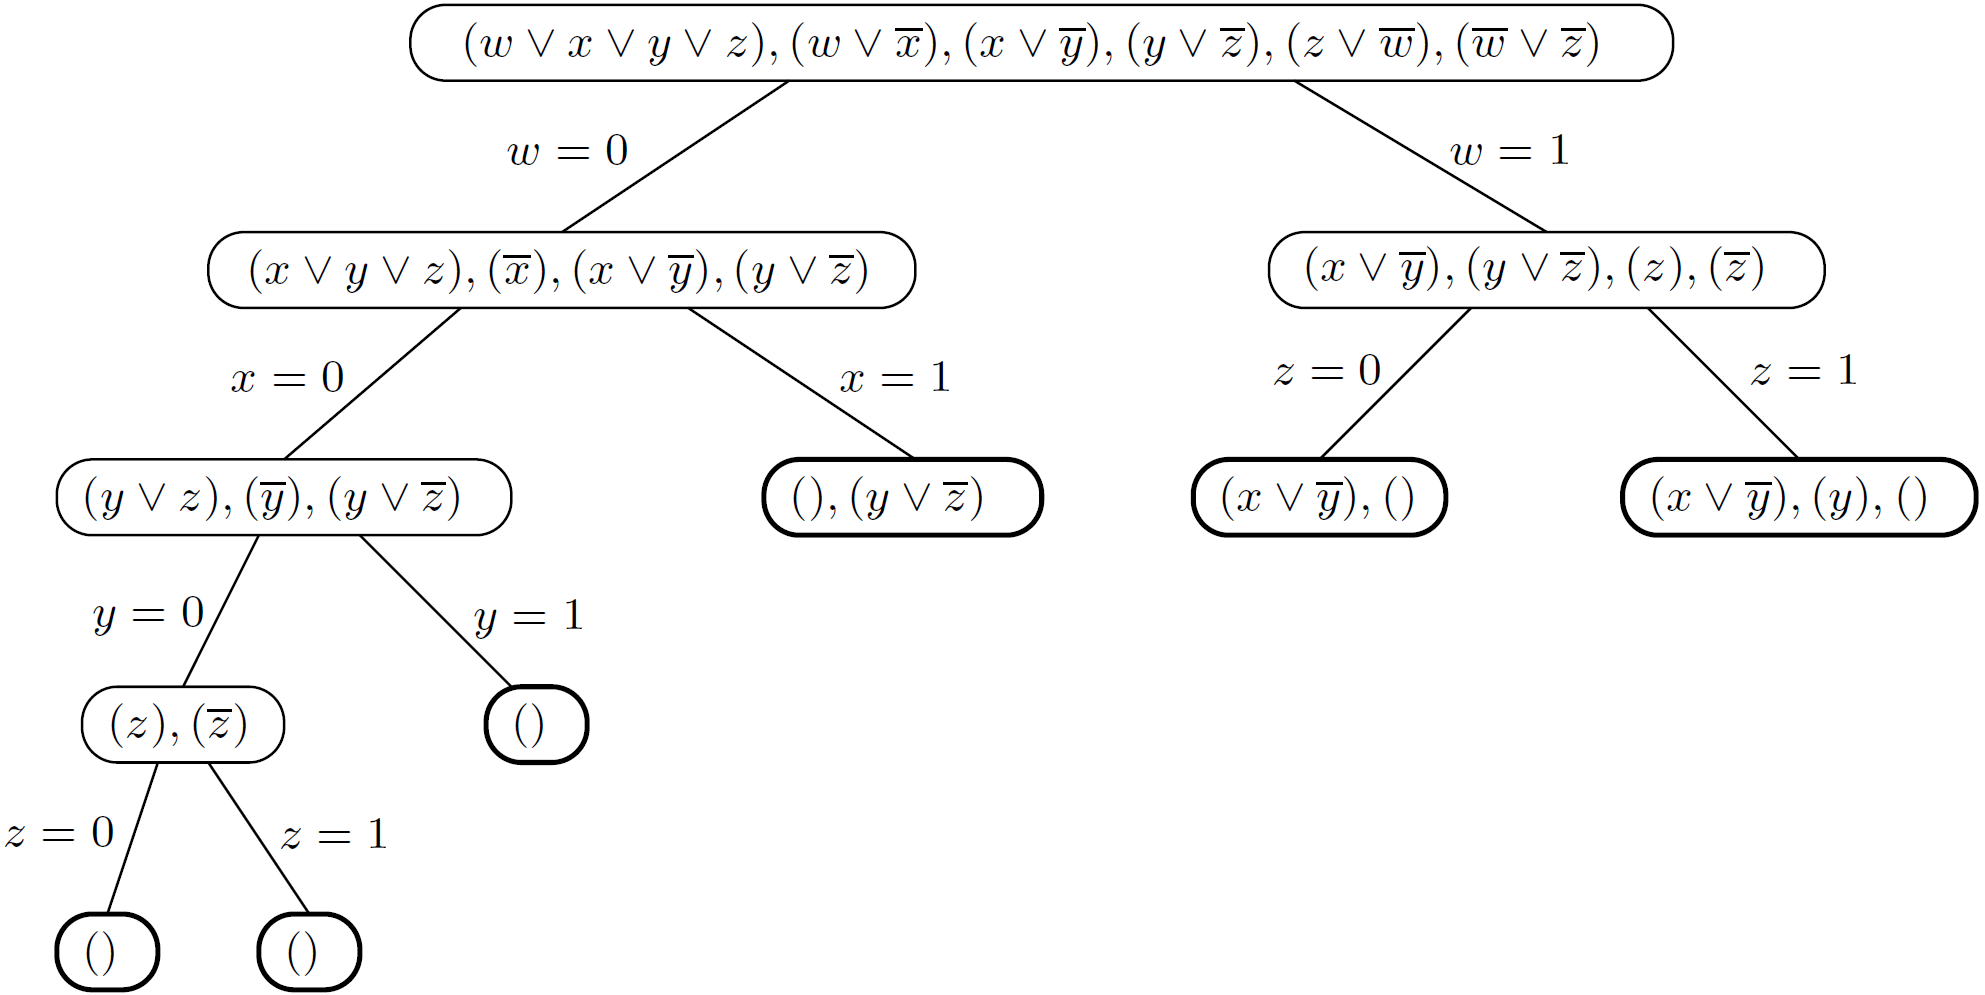 (w ∨ x ∨ y ∨ z), (w ∨ x̅), (x ∨ y̅), (y ∨ z̅), (z ∨ w̅), (w̅ ∨ z̅)
w = 0
w = 1
(x ∨ y ∨ z), (x̅), (x ∨ y̅), (y ∨ z̅)
(x ∨ y̅), (y ∨ z̅), (z), (z̅)
x = 0
x = 1
z = 0
z = 1
(y ∨ z), (y̅), (y ∨ z̅)
(), (y ∨ z̅)
(x ∨ y̅), ()
(x ∨ y̅), (y), ()
y = 0
y = 1
(z), (z̅)
()
z = 0
z = 1
()
()